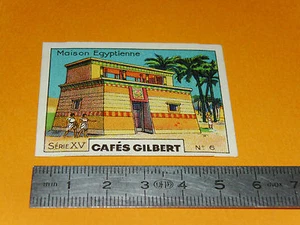 Maison Egyptienne
SÉRIE XV CAFÉS GILBERT N° 6
mm 1 2 3 4 5 6 7